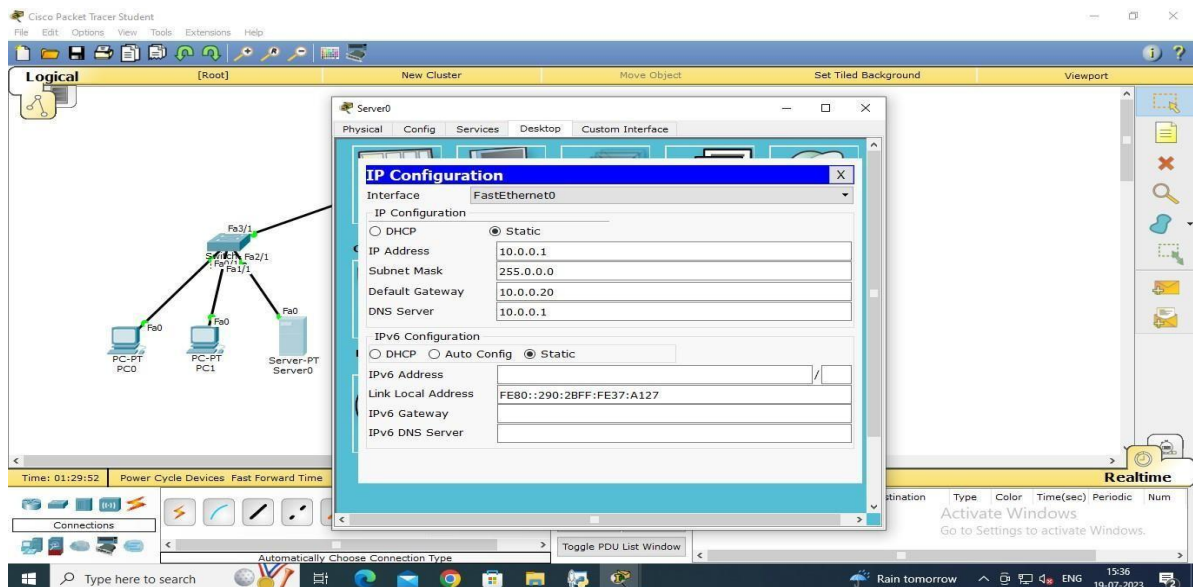 Cisco Packet Tracer Student
File Edit Options View Tools Extensions Help
Logical [Root] New Cluster Move Object Set Tiled Background Viewport
Server0
Physical Config Services Desktop Custom Interface
IP Configuration X
Interface FastEthernet0
IP Configuration
DHCP Static
IP Address 10.0.0.1
Subnet Mask 255.0.0.0
Default Gateway 10.0.0.20
DNS Server 10.0.0.1
IPv6 Configuration
DHCP Auto Config Static
IPv6 Address /
Link Local Address FE80::290:2BFF:FE37:A127
IPv6 Gateway
IPv6 DNS Server
Fa3/1
Fa2/1
Fa0/1
Fa1/1
Fa0
Fa0
Fa0
PC-PT
PC0
PC-PT
PC1
Server-PT
Server0
Time: 01:29:52 Power Cycle Devices Fast Forward Time Realtime
Connections
Automatically Choose Connection Type
Toggle PDU List Window
stination Type Color Time(sec) Periodic Num
Activate Windows
Go to Settings to activate Windows.
Type here to search
Rain tomorrow ENG 15:36
19-07-2023